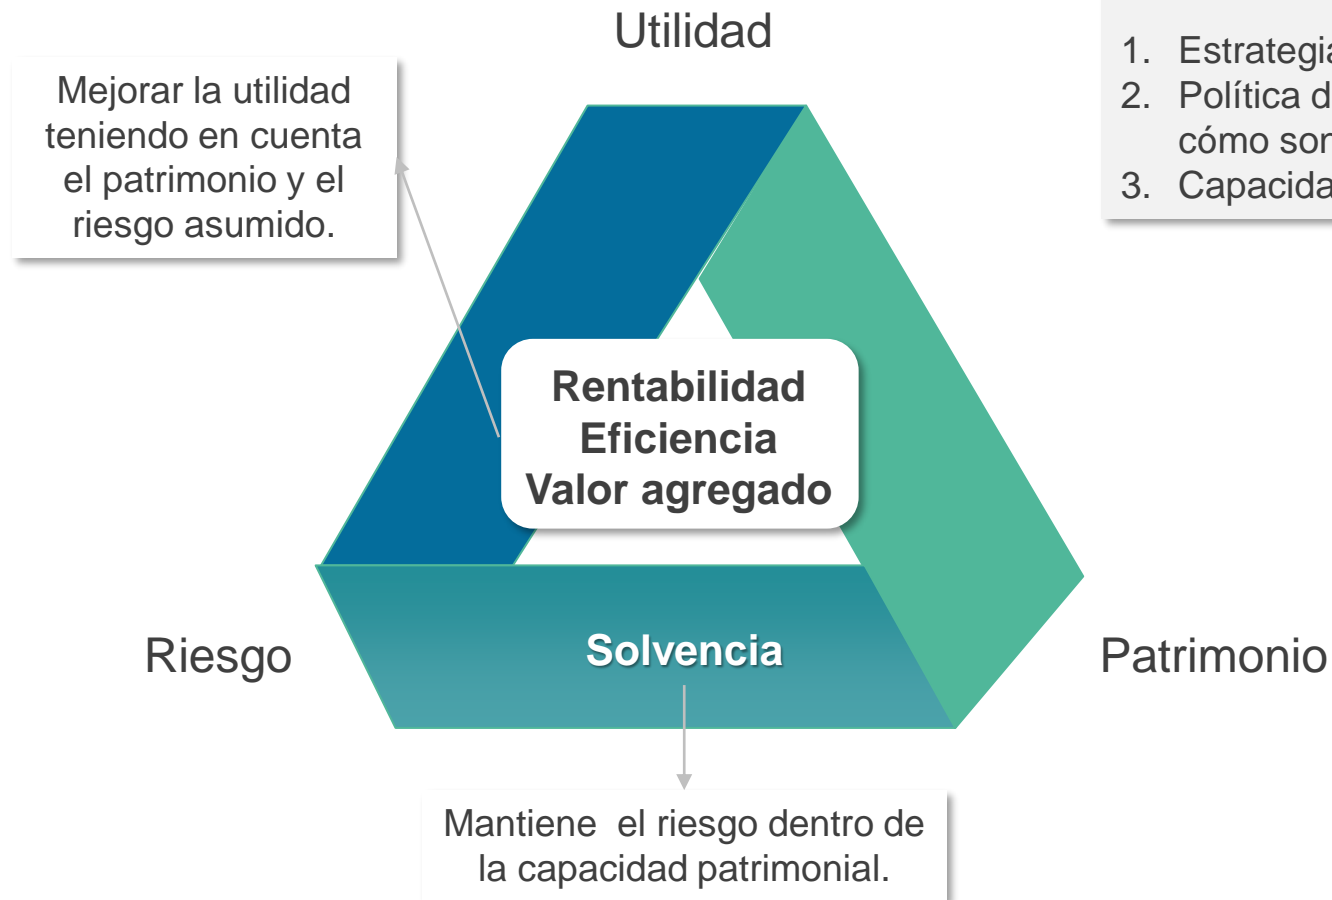 Utilidad
Mejorar la utilidad
teniendo en cuenta
el patrimonio y el
riesgo asumido.
1. Estrategia
2. Política d
cómo son
3. Capacida
Rentabilidad
Eficiencia
Valor agregado
Riesgo
Solvencia
Patrimonio
Mantiene el riesgo dentro de
la capacidad patrimonial.